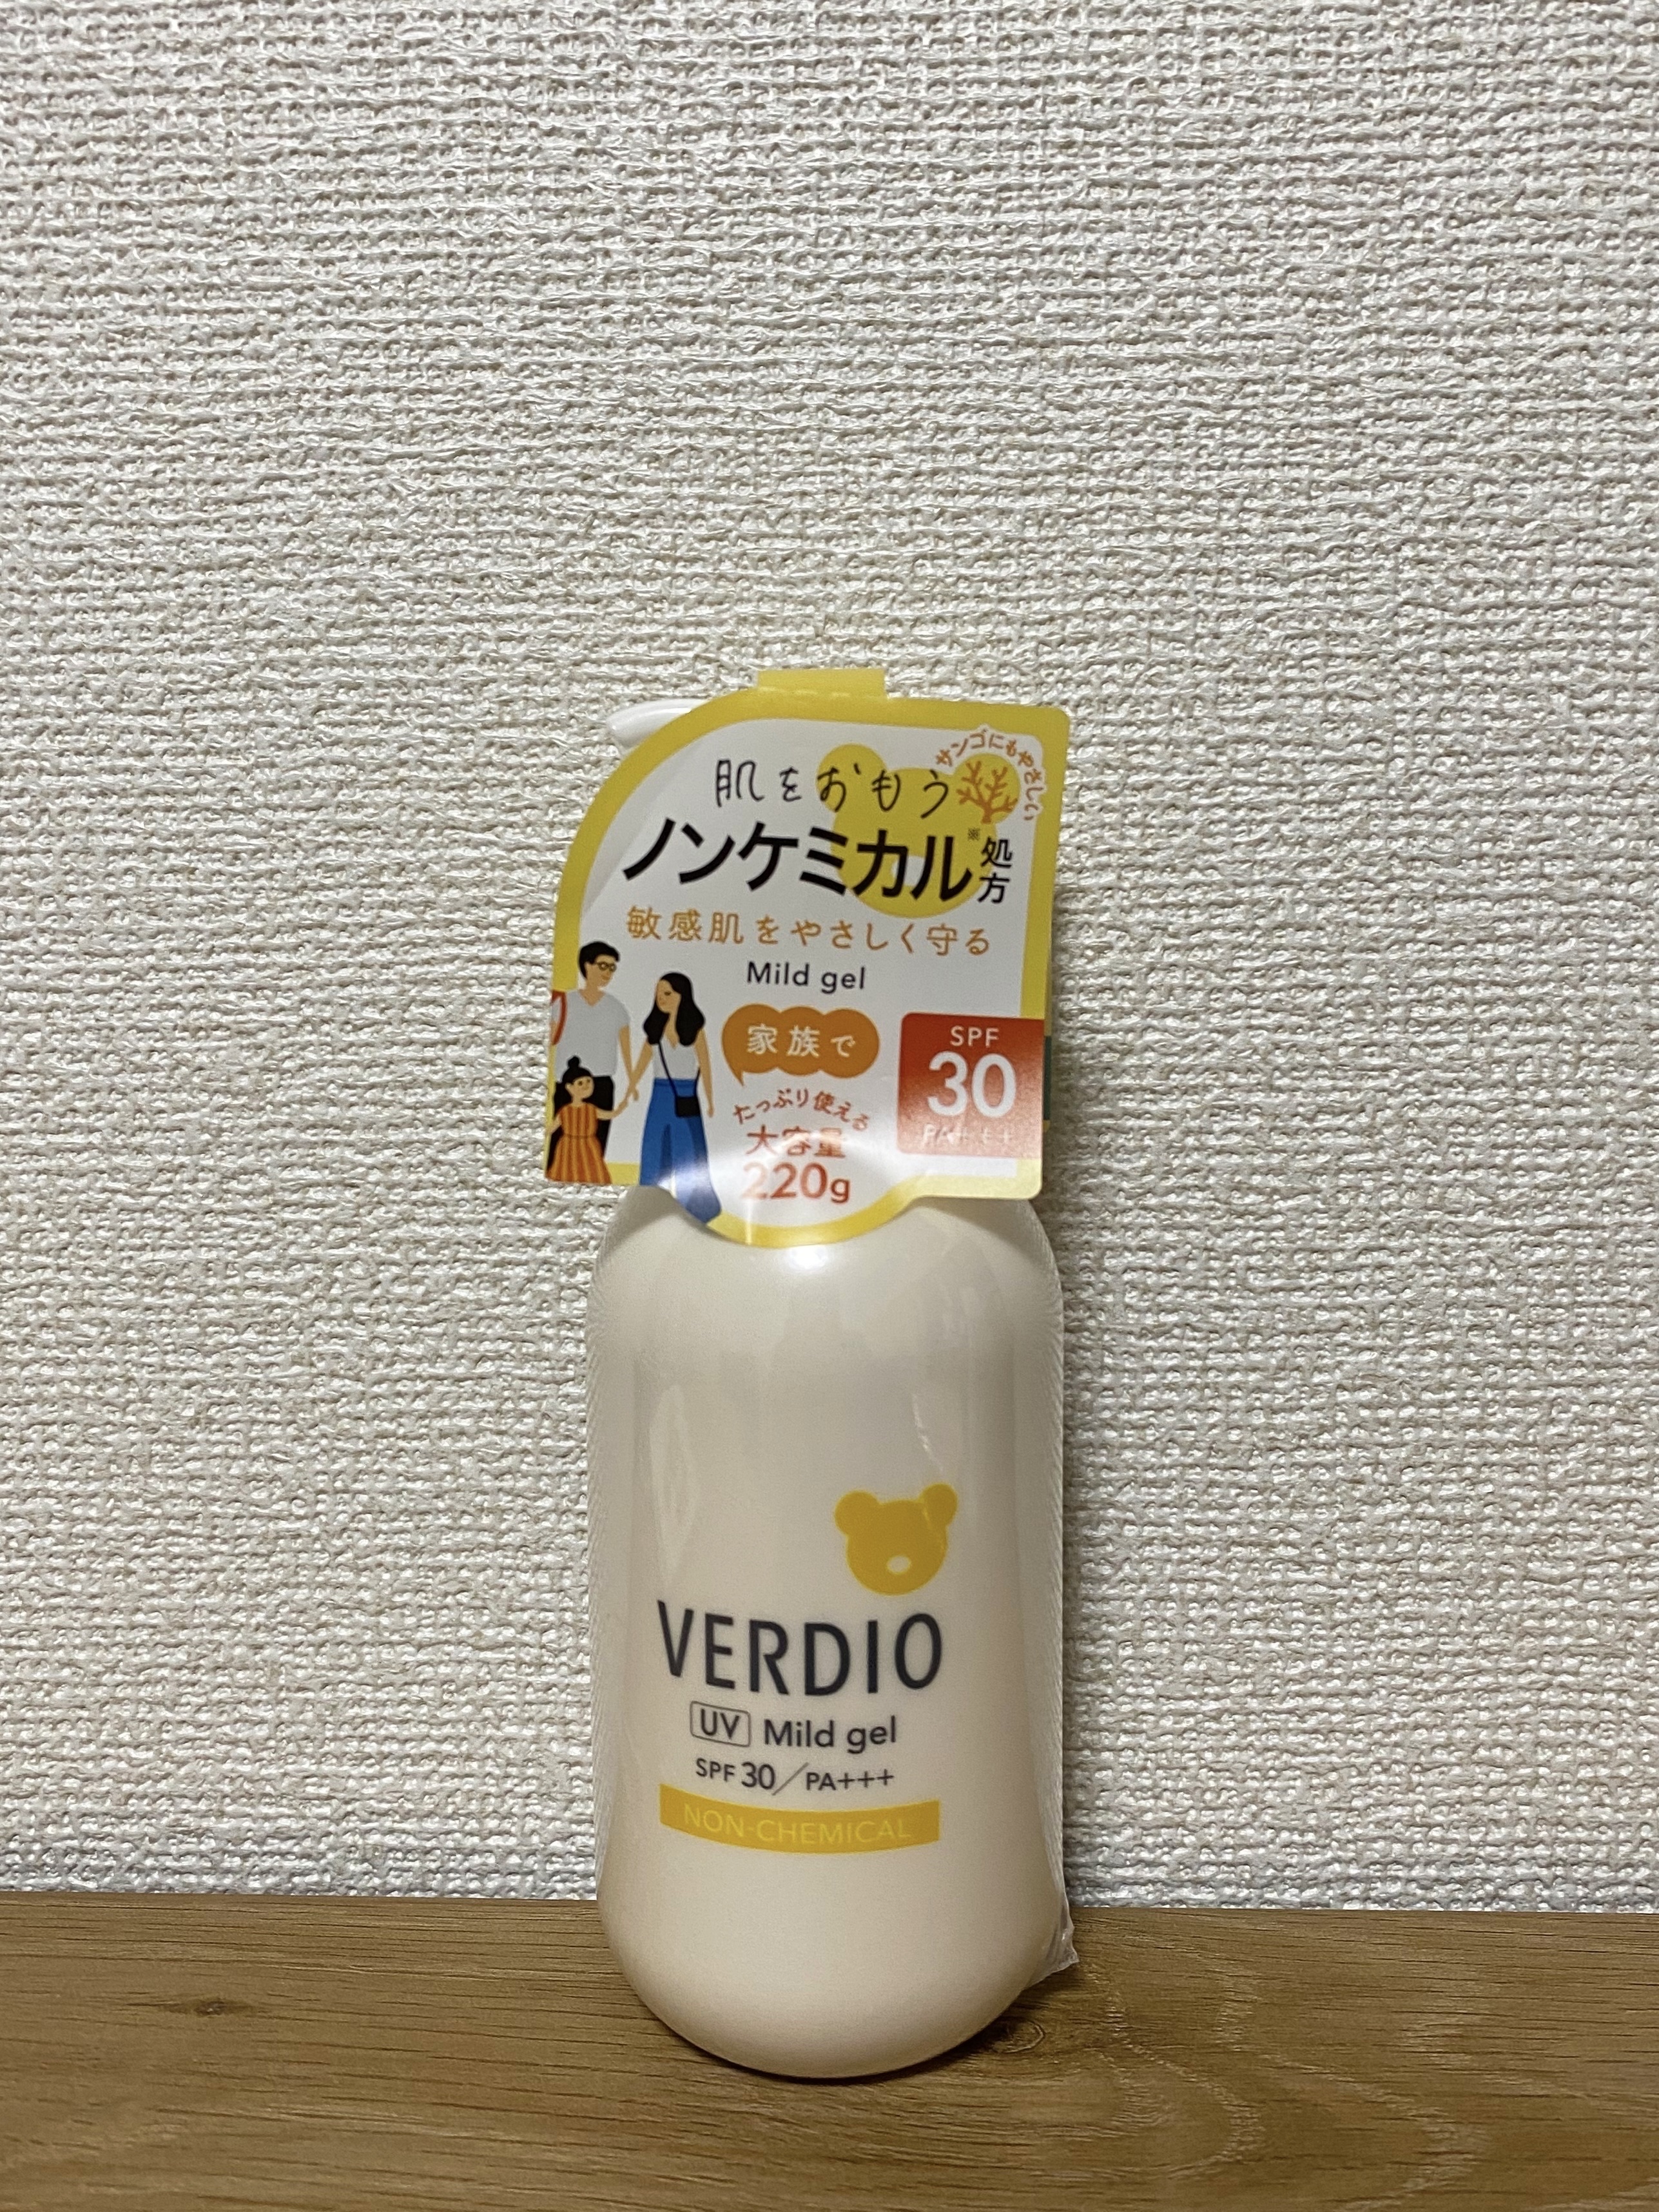 サンゴにもやさしい
肌をおもう
ノンケミカル※処方
敏感肌をやさしく守る
Mild gel
家族で
たっぷり使える
大容量
220g
SPF
30
PA+++
VERDIO
UV Mild gel
SPF 30/PA+++
NON-CHEMICAL